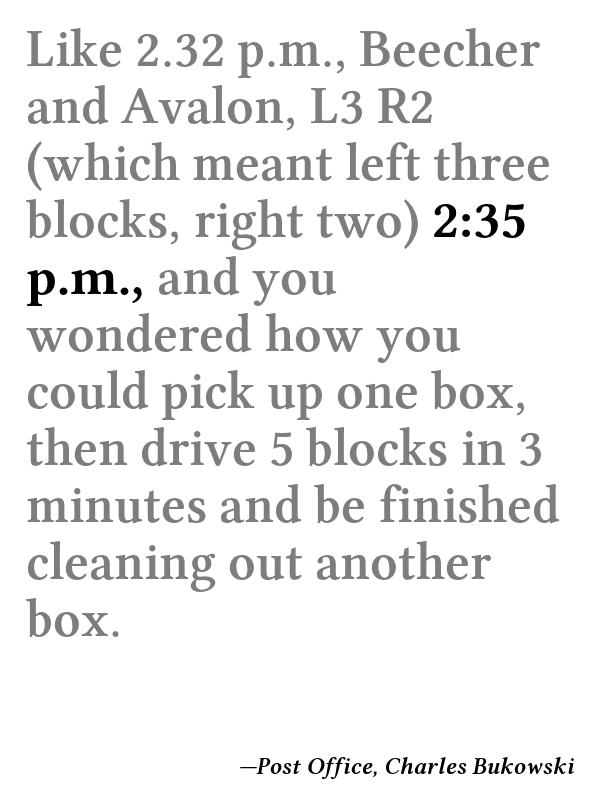 Like 2.32 p.m., Beecher
and Avalon, L3 R2
(which meant left three
blocks, right two) 2:35
p.m., and you
wondered how you
could pick up one box,
then drive 5 blocks in 3
minutes and be finished
cleaning out another
box.
—Post Office, Charles Bukowski